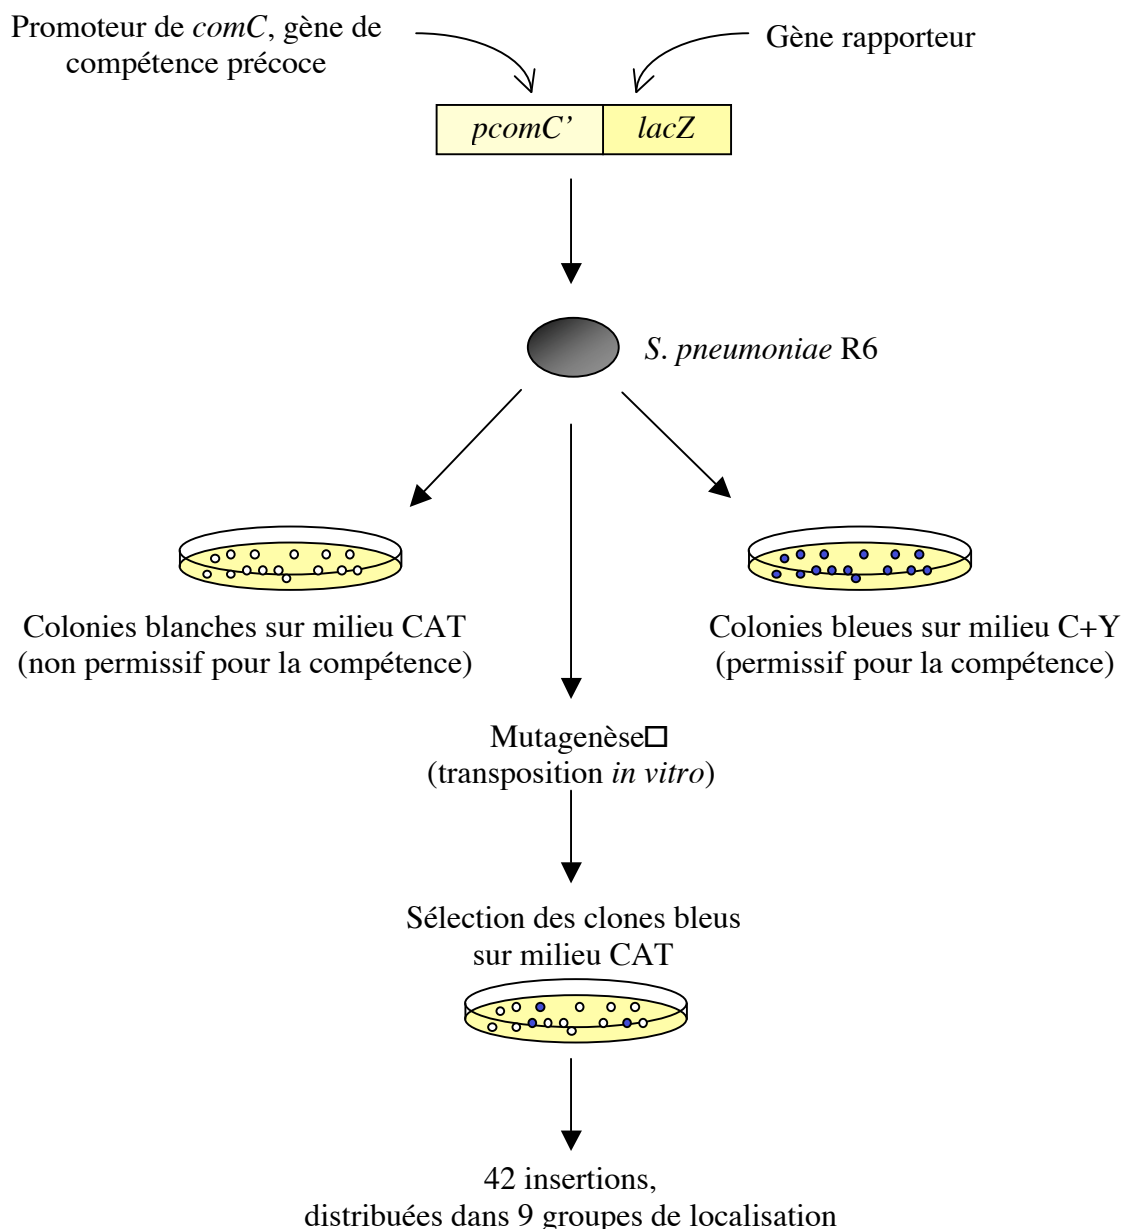 Promoteur de comC, gène de
compétence précoce
Gène rapporteur
pcomC’
lacZ
S. pneumoniae R6
Colonies blanches sur milieu CAT
(non permissif pour la compétence)
Colonies bleues sur milieu C+Y
(permissif pour la compétence)
Mutagenèse□
(transposition in vitro)
Sélection des clones bleus
sur milieu CAT
42 insertions,
distribuées dans 9 groupes de localisation